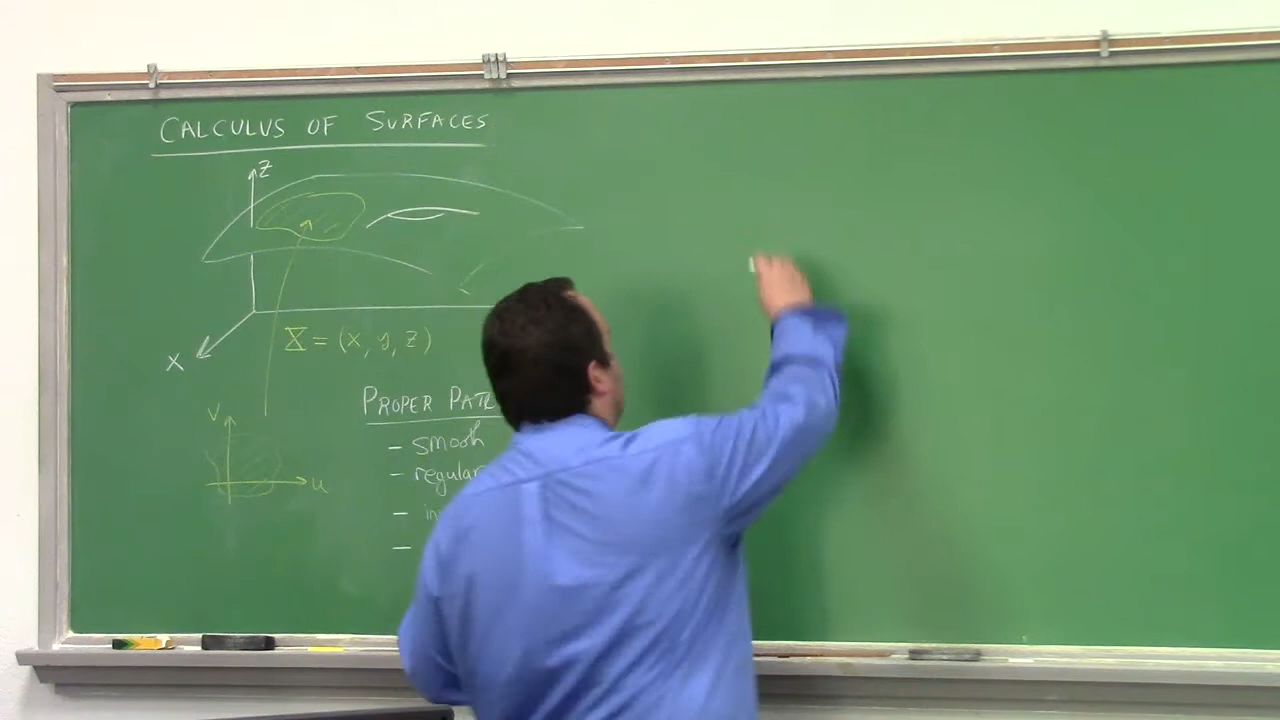 CALCULUS OF SURFACES
z
X = (x, y, z)
x
PROPER
v
- smooth
- regular
u